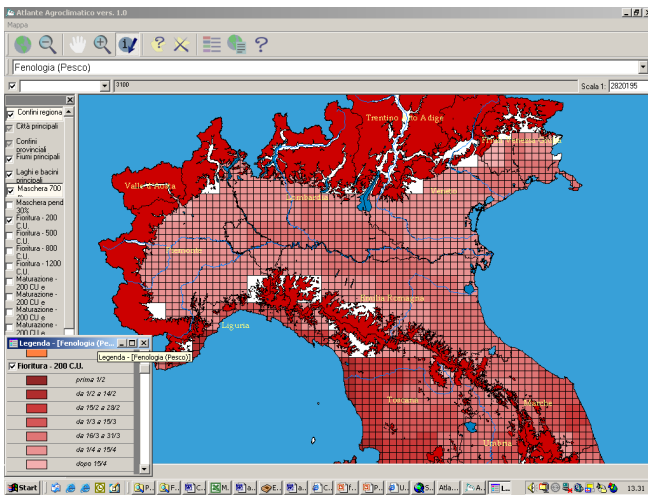 Atlante Agroclimatico vers. 1.0
Mappa
Fenologia (Pesco)
3100
Scala 1: 2820195
Confini regiona
Città principali
Confini
provinciali
Fiumi principali
Laghi e bacini
principali
Maschera 700
m
Maschera pend
30%
Fioritura - 200
C.U.
Fioritura - 500
C.U.
Fioritura - 800
C.U.
Fioritura - 1200
C.U.
Maturazione -
200 CU e
Maturazione -
200 CU e
Maturazione -
200 CU e
Maturazione -
200 CU e
Trentino Alto Adige
Friuli Venezia Giulia
Valle d'Aosta
Lombardia
Veneto
Piemonte
Emilia Romagna
Liguria
Toscana
Marche
Umbria
Legenda - [Fenologia (Pe...
Legenda - [Fenologia (Pesco)]
Fioritura - 200 C.U.
prima 1/2
da 1/2 a 14/2
da 15/2 a 28/2
da 1/3 a 15/3
da 16/3 a 31/3
da 1/4 a 15/4
dopo 15/4
Start P.. F.. C.. M.. a.. E.. a.. C.. f.. P.. U.. S.. Atla... A.. L... 13.31